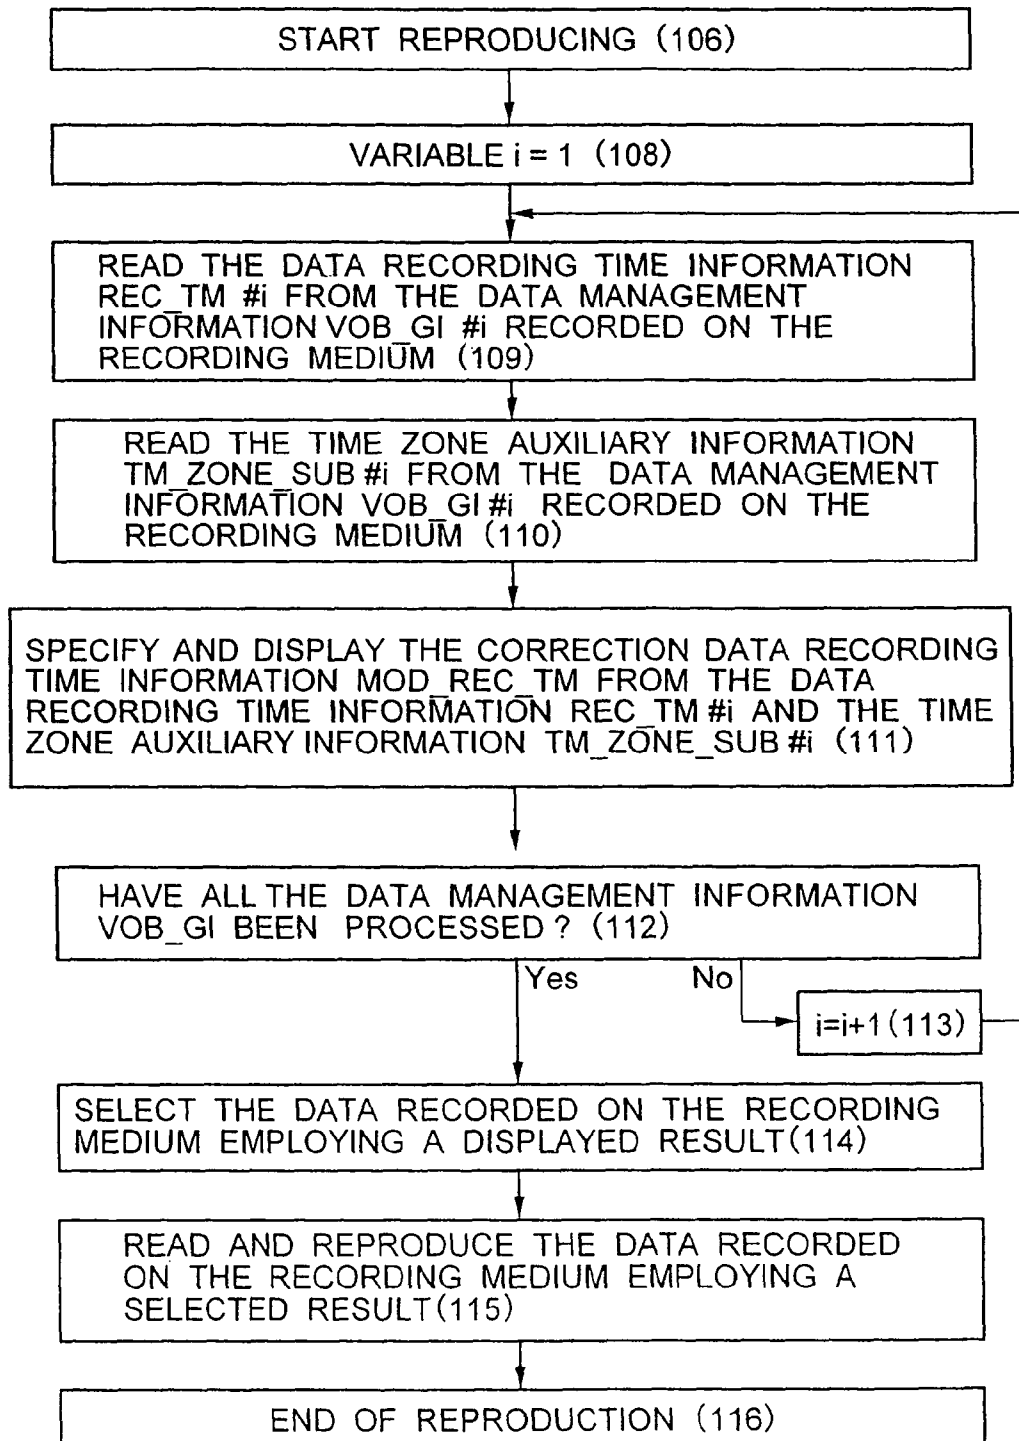 START REPRODUCING (106)
VARIABLE i = 1 (108)
READ THE DATA RECORDING TIME INFORMATION
REC_TM #i FROM THE DATA MANAGEMENT
INFORMATION VOB_GI #i RECORDED ON THE
RECORDING MEDIUM (109)
READ THE TIME ZONE AUXILIARY INFORMATION
TM_ZONE_SUB #i FROM THE DATA MANAGEMENT
INFORMATION VOB_GI #i RECORDED ON THE
RECORDING MEDIUM (110)
SPECIFY AND DISPLAY THE CORRECTION DATA RECORDING
TIME INFORMATION MOD_REC_TM FROM THE DATA
RECORDING TIME INFORMATION REC_TM #i AND THE TIME
ZONE AUXILIARY INFORMATION TM_ZONE_SUB #i (111)
HAVE ALL THE DATA MANAGEMENT INFORMATION
VOB_GI BEEN PROCESSED ? (112)
Yes No
i=i+1 (113)
SELECT THE DATA RECORDED ON THE RECORDING
MEDIUM EMPLOYING A DISPLAYED RESULT(114)
READ AND REPRODUCE THE DATA RECORDED
ON THE RECORDING MEDIUM EMPLOYING A
SELECTED RESULT(115)
END OF REPRODUCTION (116)